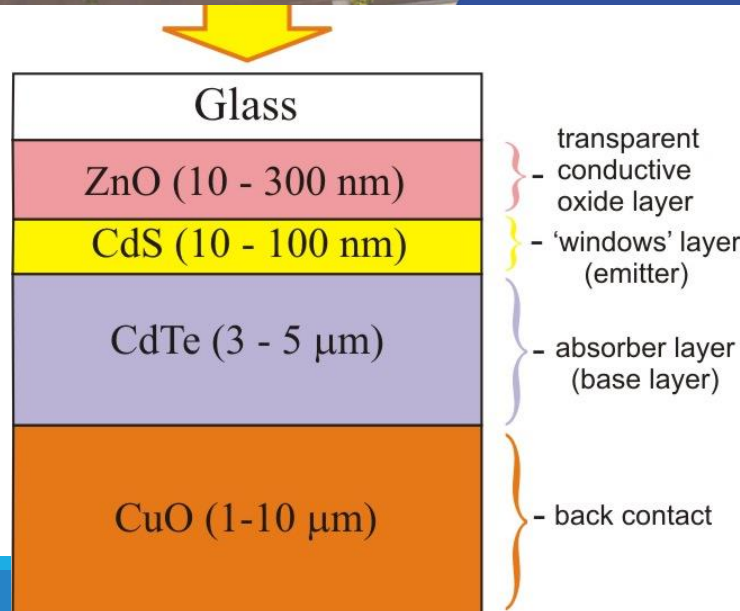 Glass
ZnO (10 - 300 nm)
transparent
- conductive
oxide layer
CdS (10 - 100 nm)
- ‘windows’ layer
(emitter)
CdTe (3 - 5 μm)
- absorber layer
(base layer)
CuO (1-10 μm)
- back contact